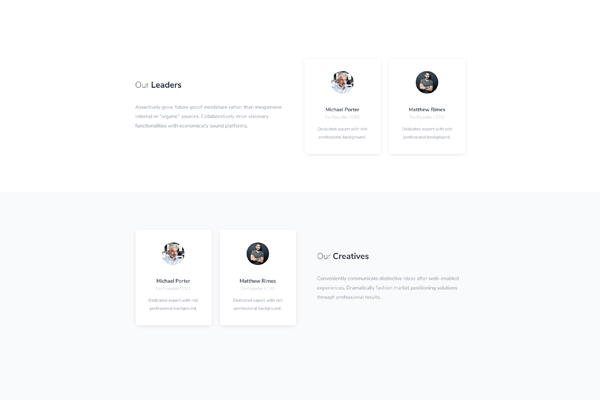 Our Leaders
Assertively grow future-proof mindshare rather than inexpensive
internal or "organic" sources. Collaboratively drive visionary
functionalities with economically sound platforms.
Michael Porter
Co-Founder / CEO
Dedicated expert with rich
professional background.
Matthew Rimes
Co-Founder / CTO
Dedicated expert with rich
professional background.
Michael Porter
Co-Founder / CEO
Dedicated expert with rich
professional background.
Matthew Rimes
Co-Founder / CTO
Dedicated expert with rich
professional background.
Our Creatives
Conveniently communicate distinctive ideas after web-enabled
experiences. Dramatically fashion market positioning solutions
through professional results.